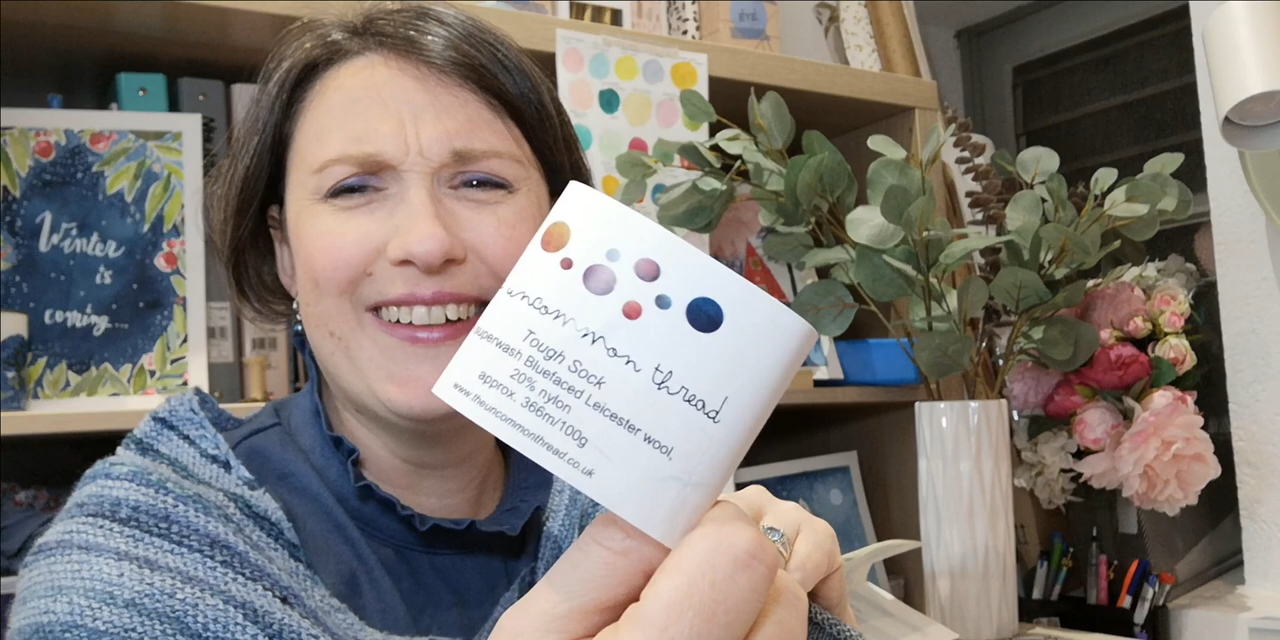 Winter
is
coming...
uncommon thread
Tough Sock
superwash Bluefaced Leicester wool,
20% nylon
approx. 366m/100g
www.theuncommonthread.co.uk